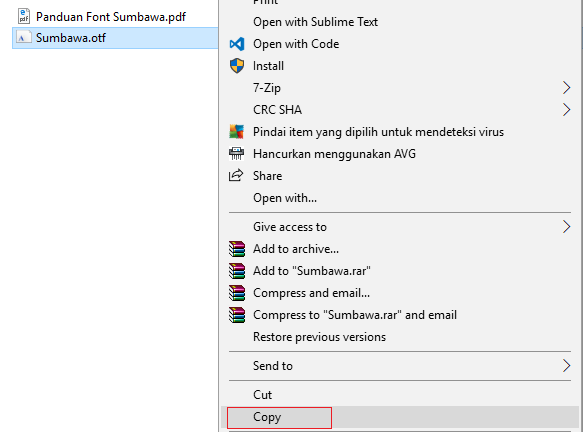 Print
Panduan Font Sumbawa.pdf
Sumbawa.otf
Open with Sublime Text
Open with Code
Install
7-Zip
CRC SHA
Pindai item yang dipilih untuk mendeteksi virus
Hancurkan menggunakan AVG
Share
Open with...
Give access to
Add to archive...
Add to "Sumbawa.rar"
Compress and email...
Compress to "Sumbawa.rar" and email
Restore previous versions
Send to
Cut
Copy